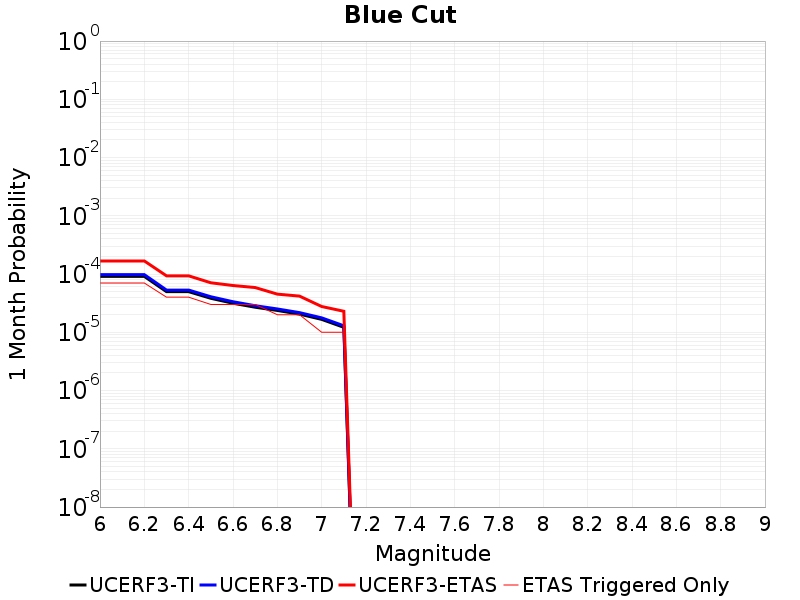 Blue Cut
1 Month Probability
10^0
10^-1
10^-2
10^-3
10^-4
10^-5
10^-6
10^-7
10^-8
6 6.2 6.4 6.6 6.8 7 7.2 7.4 7.6 7.8 8 8.2 8.4 8.6 8.8 9
Magnitude
UCERF3-TI UCERF3-TD UCERF3-ETAS ETAS Triggered Only